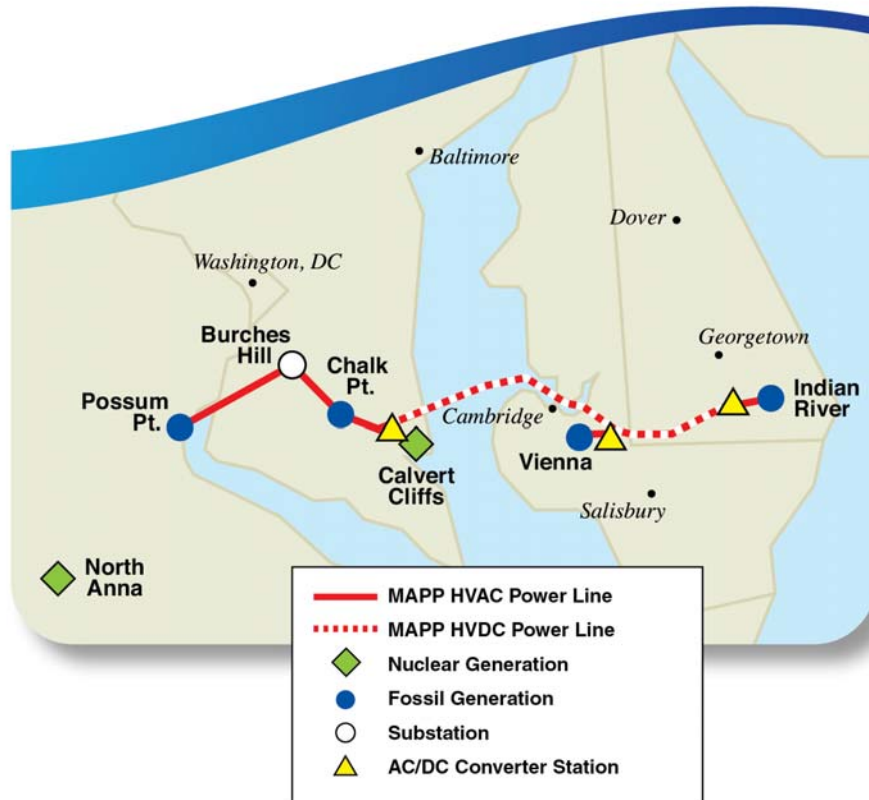 Baltimore
Dover
Washington, DC
Burches
Hill
Georgetown
Chalk
Pt.
Possum
Pt.
Indian
River
Cambridge
Vienna
Calvert
Cliffs
Salisbury
North
Anna
MAPP HVAC Power Line
MAPP HVDC Power Line
Nuclear Generation
Fossil Generation
Substation
AC/DC Converter Station